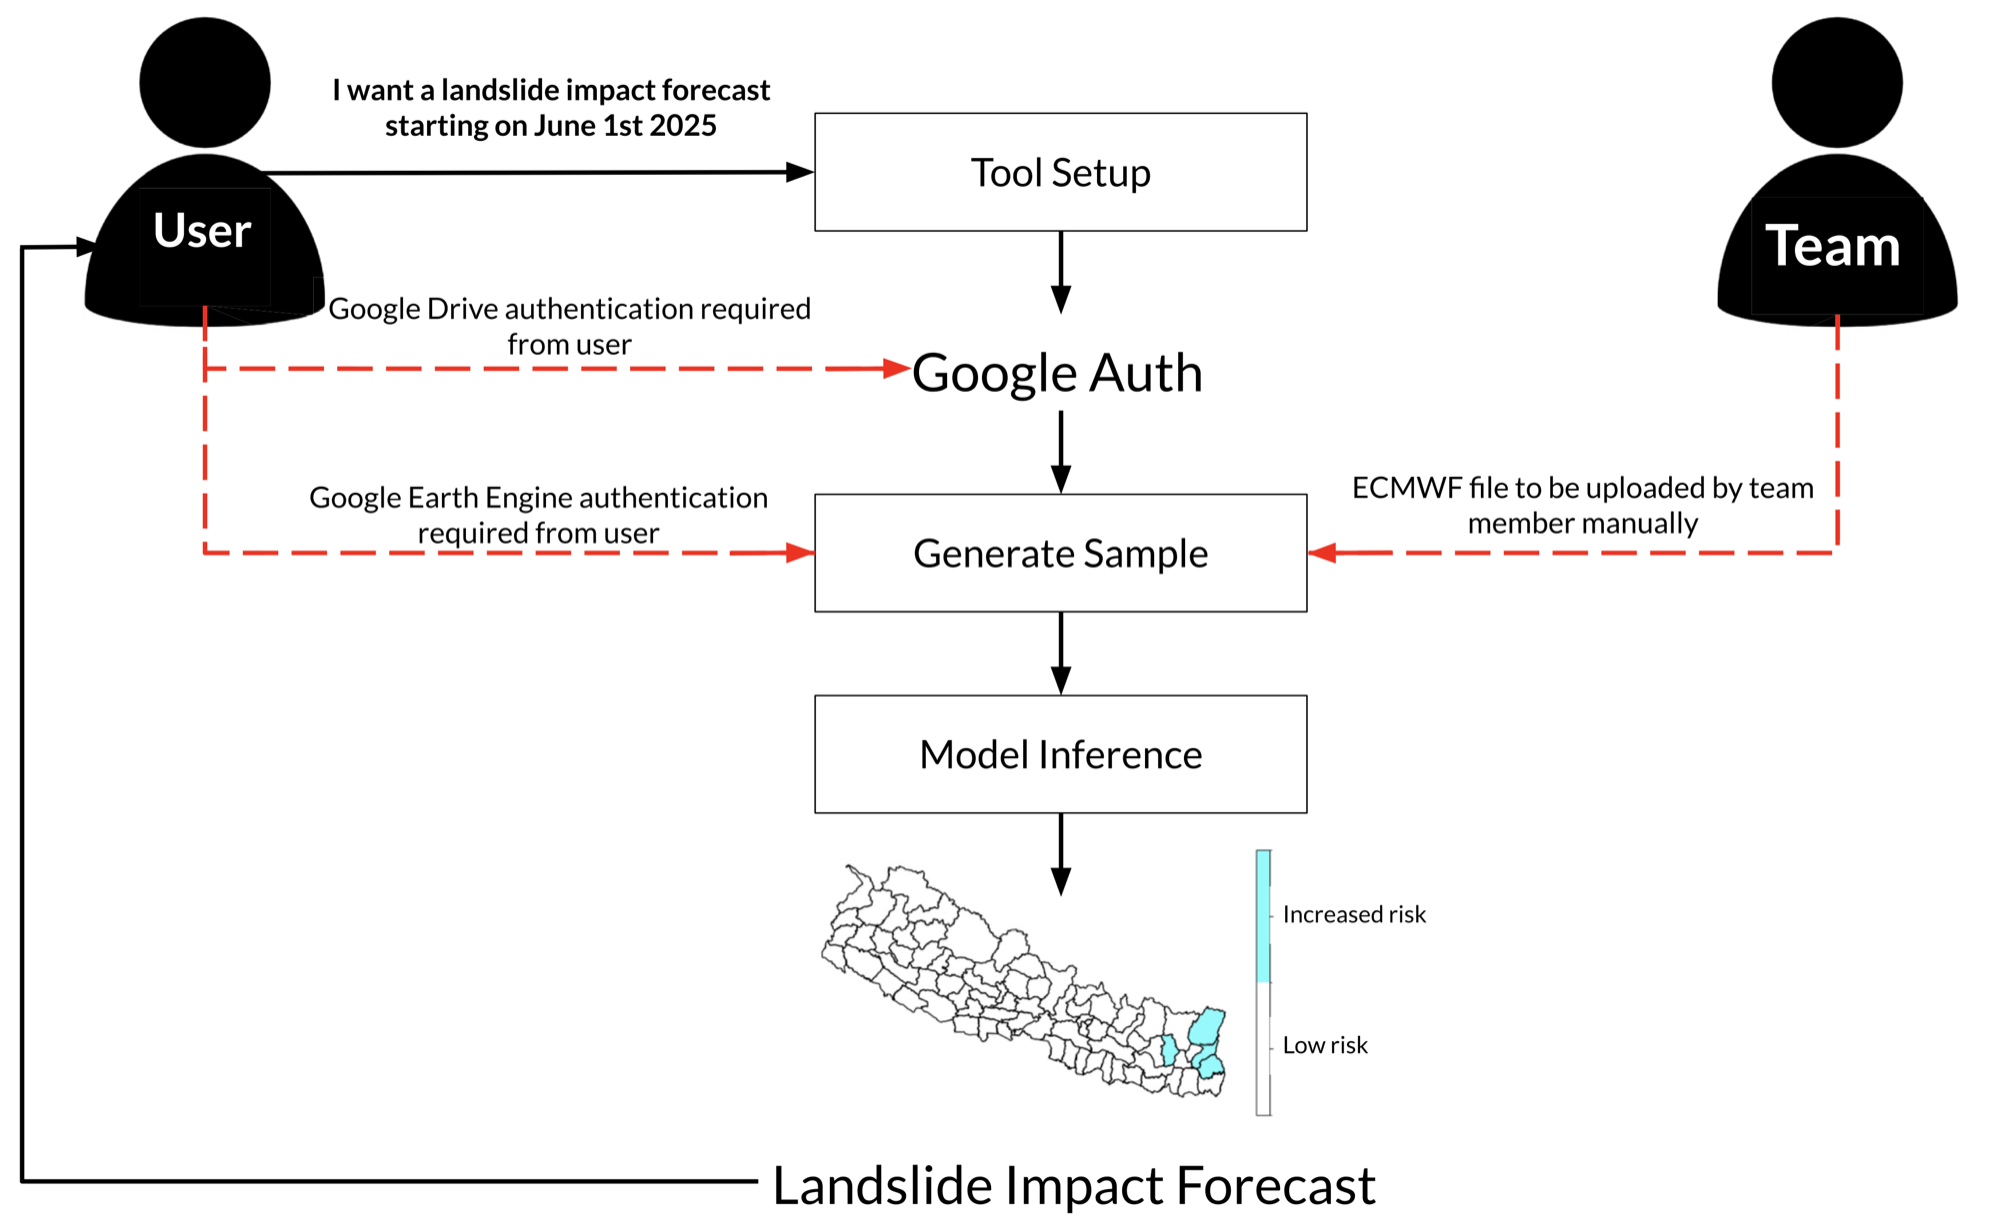 I want a landslide impact forecast
starting on June 1st 2025
Tool Setup
User
Team
Google Drive authentication required
from user
Google Auth
Google Earth Engine authentication
required from user
Generate Sample
ECMWF file to be uploaded by team
member manually
Model Inference
Increased risk
Low risk
Landslide Impact Forecast